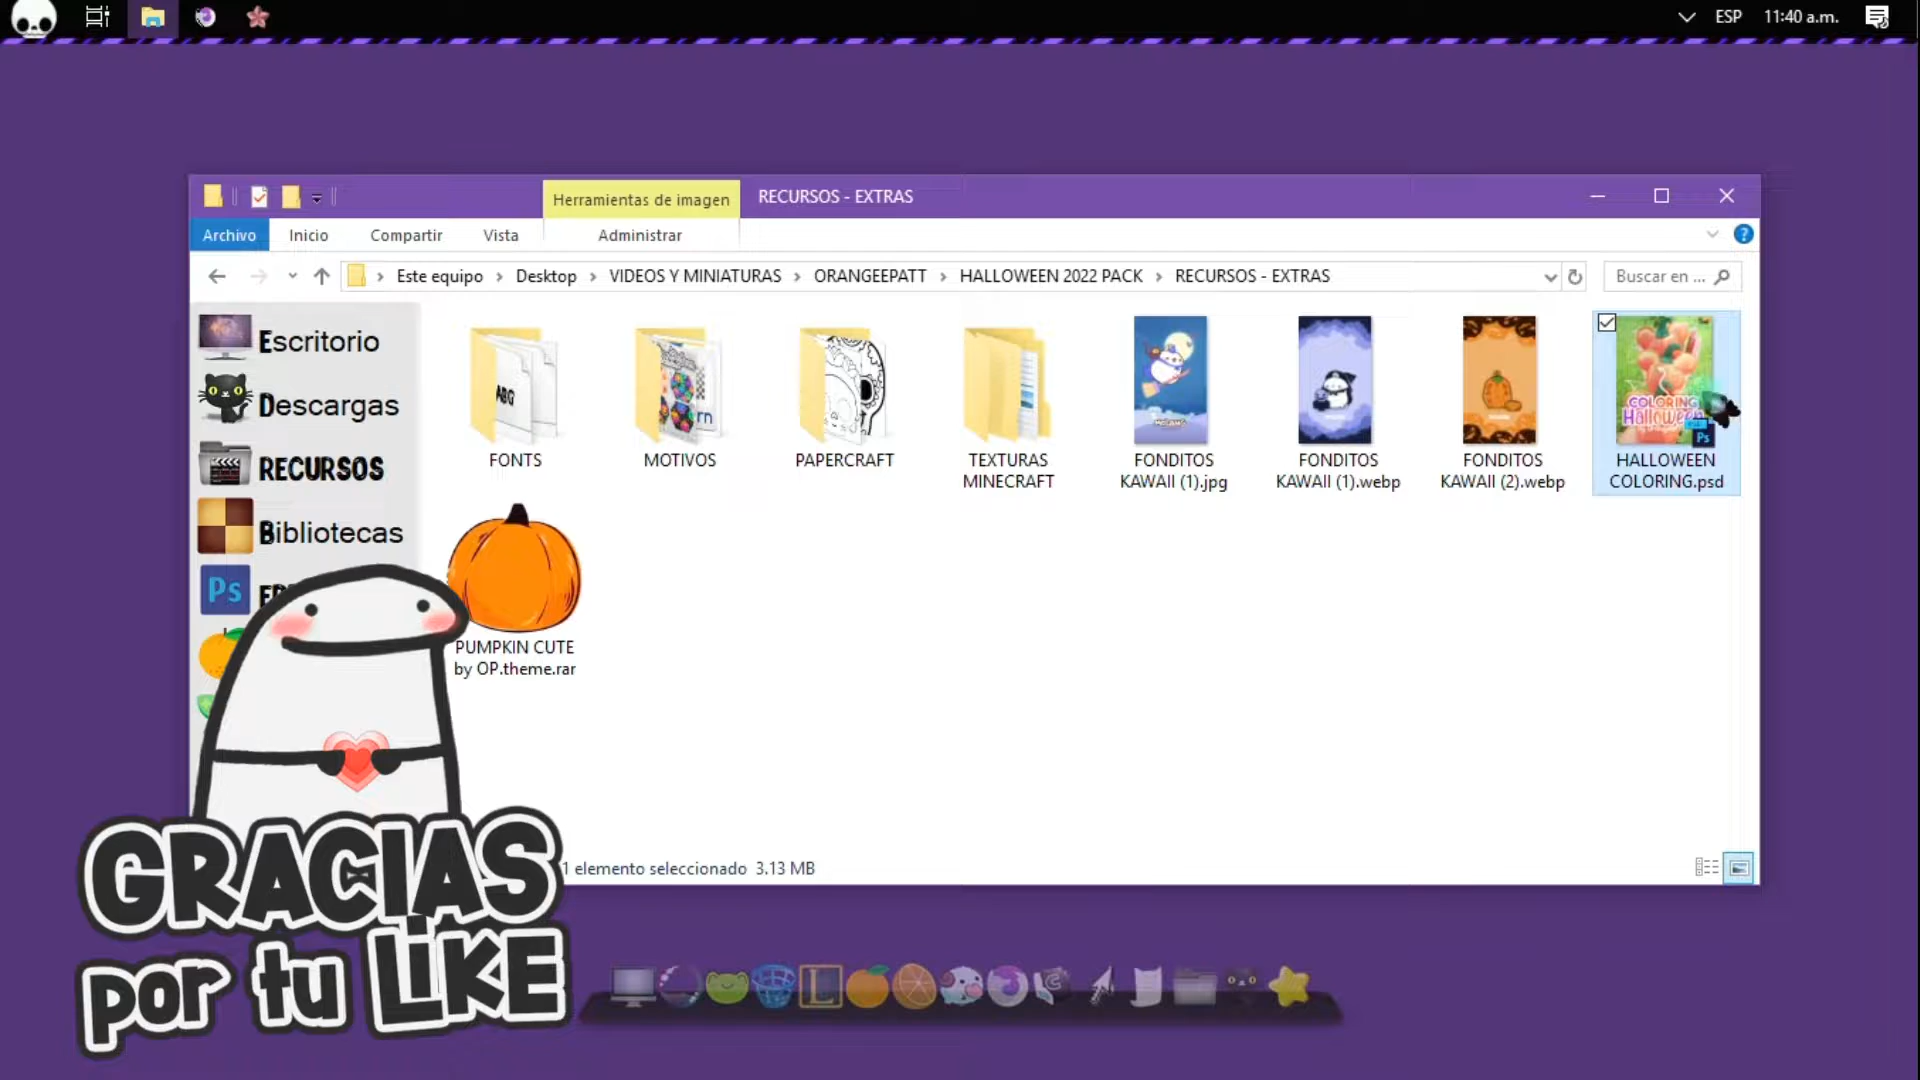 ESP 11:40 a.m.
Herramientas de imagen
RECURSOS - EXTRAS
Archivo Inicio Compartir Vista Administrar
Este equipo > Desktop > VIDEOS Y MINIATURAS > ORANGEEPATT > HALLOWEEN 2022 PACK > RECURSOS - EXTRAS
Buscar en ...
Escritorio
Descargas
RECURSOS
Bibliotecas
Ps
ABG
COLORING
Halloween
Ps
FONTS
MOTIVOS
PAPERCRAFT
TEXTURAS
MINECRAFT
FONDITOS
KAWAII (1).jpg
FONDITOS
KAWAII (1).webp
FONDITOS
KAWAII (2).webp
HALLOWEEN
COLORING.psd
PUMPKIN CUTE
by OP.theme.rar
1 elemento seleccionado 3.13 MB
GRACIAS
por tu LiKE
L